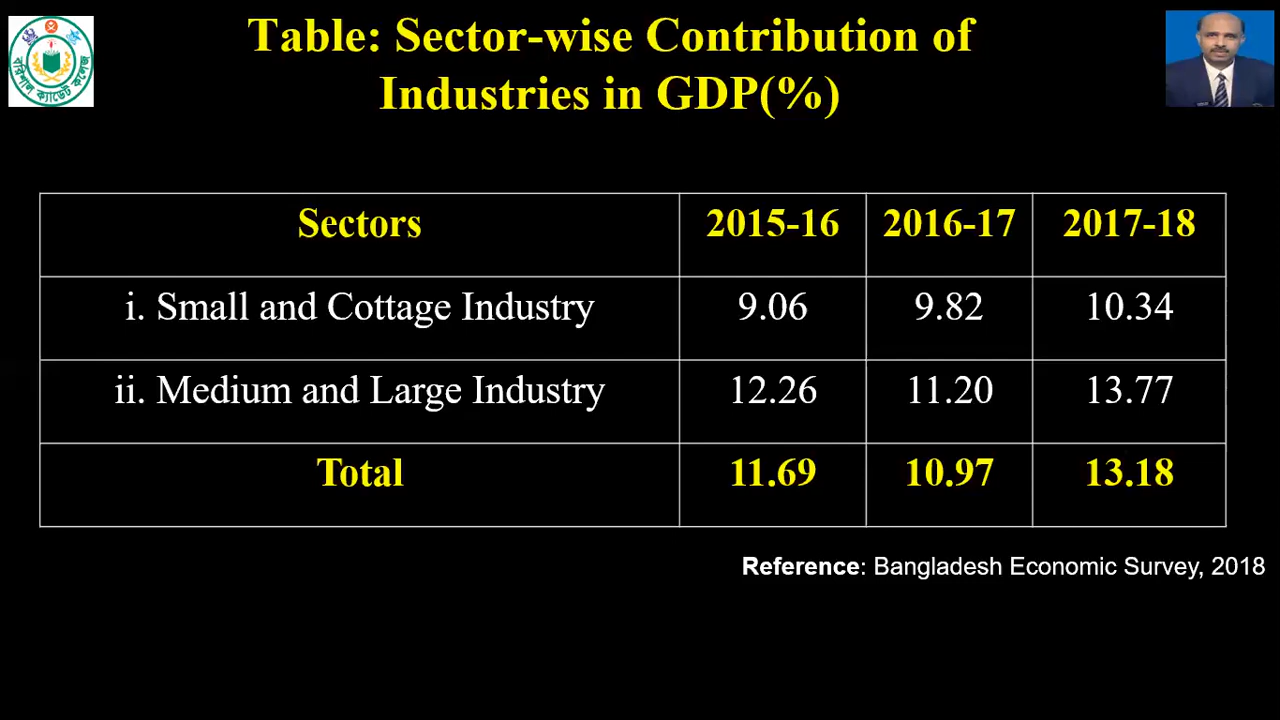 Table: Sector-wise Contribution of
Industries in GDP(%)
বরিশাল ক্যাডেট কলেজ
Sectors 2015-16 2016-17 2017-18
i. Small and Cottage Industry 9.06 9.82 10.34
ii. Medium and Large Industry 12.26 11.20 13.77
Total 11.69 10.97 13.18
Reference: Bangladesh Economic Survey, 2018